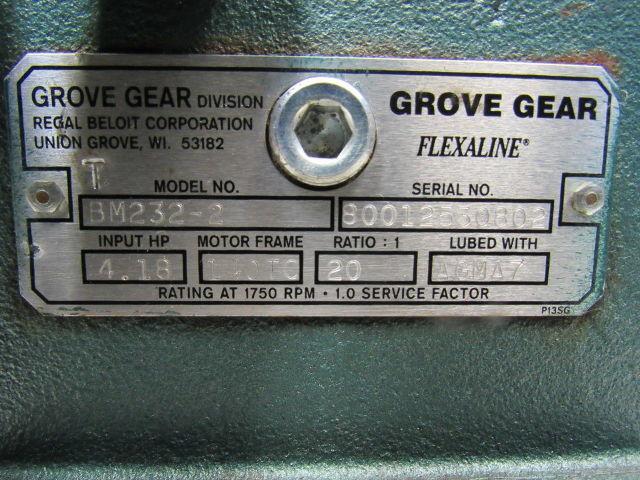 GROVE GEAR DIVISION
REGAL BELOIT CORPORATION
UNION GROVE, WI. 53182
GROVE GEAR
FLEXALINE®
T
MODEL NO.
SERIAL NO.
BM232-2
INPUT HP MOTOR FRAME RATIO : 1 LUBED WITH
4.18 20 AGMA7
RATING AT 1750 RPM • 1.0 SERVICE FACTOR
P13SG